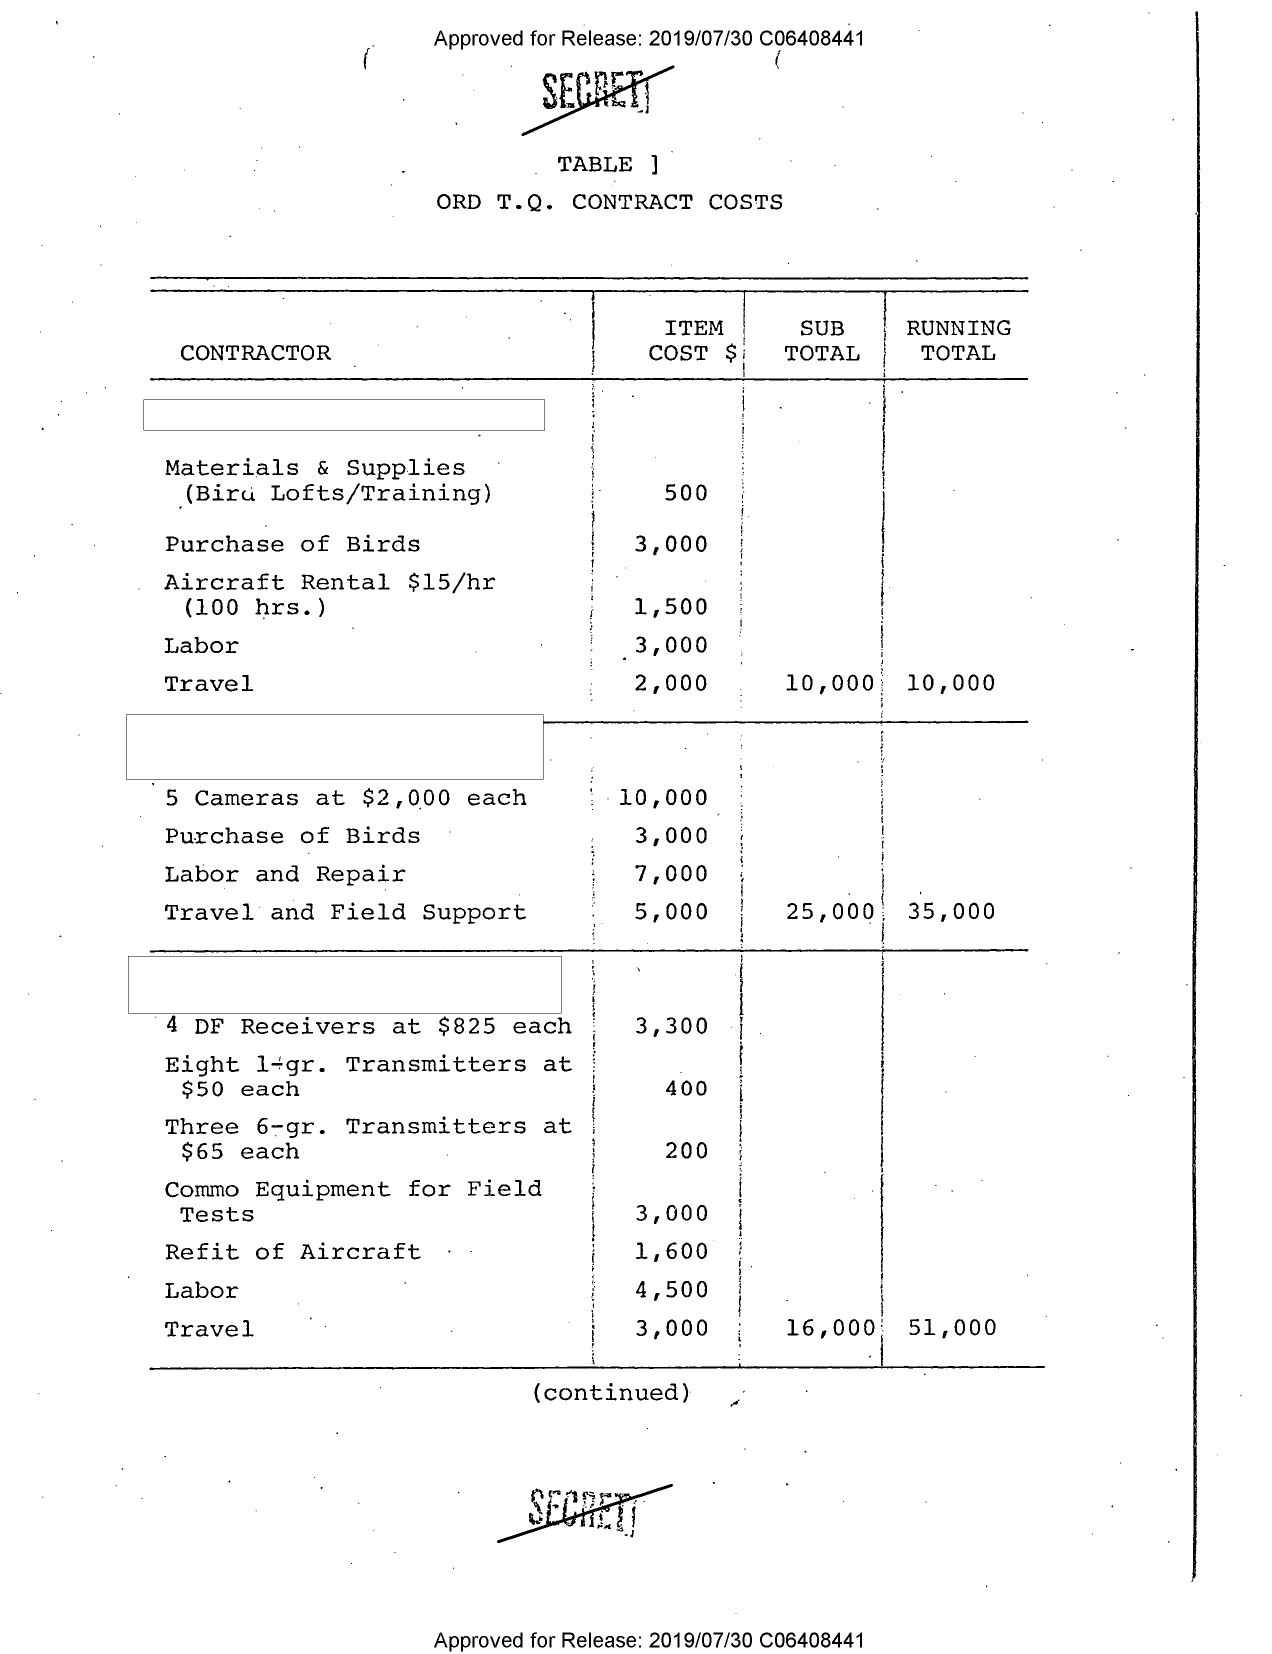 Approved for Release: 2019/07/30 C06408441
SECRET
TABLE 1
ORD T.Q. CONTRACT COSTS
CONTRACTOR ITEM COST $ SUB TOTAL RUNNING TOTAL
Materials & Supplies
(Bird Lofts/Training) 500
Purchase of Birds 3,000
Aircraft Rental $15/hr
(100 hrs.) 1,500
Labor 3,000
Travel 2,000 10,000 10,000
5 Cameras at $2,000 each 10,000
Purchase of Birds 3,000
Labor and Repair 7,000
Travel and Field Support 5,000 25,000 35,000
4 DF Receivers at $825 each 3,300
Eight 1-gr. Transmitters at
$50 each 400
Three 6-gr. Transmitters at
$65 each 200
Commo Equipment for Field
Tests 3,000
Refit of Aircraft 1,600
Labor 4,500
Travel 3,000 16,000 51,000
(continued)
SECRET
Approved for Release: 2019/07/30 C06408441